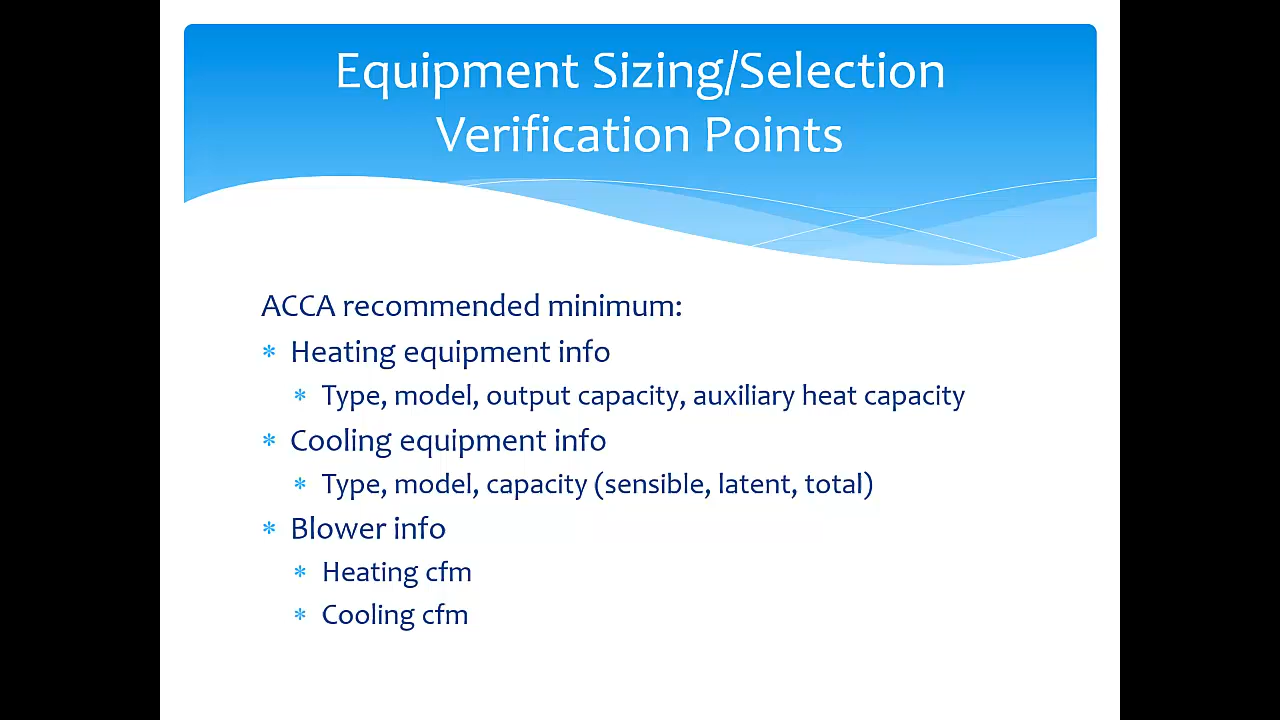 Equipment Sizing/Selection
Verification Points
ACCA recommended minimum:
* Heating equipment info
* Type, model, output capacity, auxiliary heat capacity
* Cooling equipment info
* Type, model, capacity (sensible, latent, total)
* Blower info
* Heating cfm
* Cooling cfm